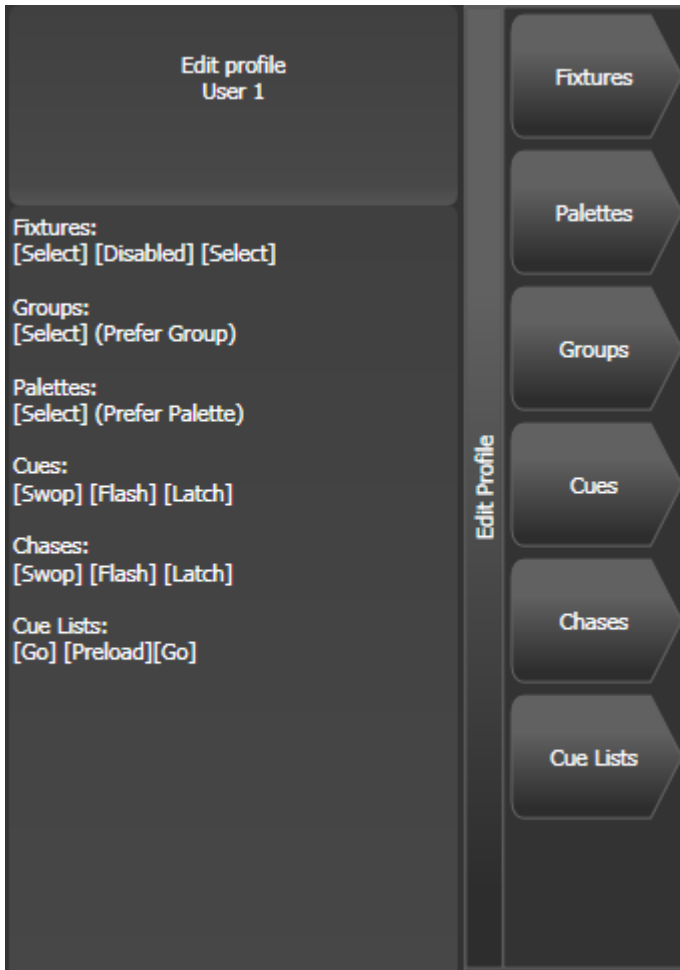 Edit profile
User 1
Fixtures:
[Select] [Disabled] [Select]
Groups:
[Select] (Prefer Group)
Palettes:
[Select] (Prefer Palette)
Cues:
[Swop] [Flash] [Latch]
Chases:
[Swop] [Flash] [Latch]
Cue Lists:
[Go] [Preload][Go]
Edit Profile
Fixtures
Palettes
Groups
Cues
Chases
Cue Lists